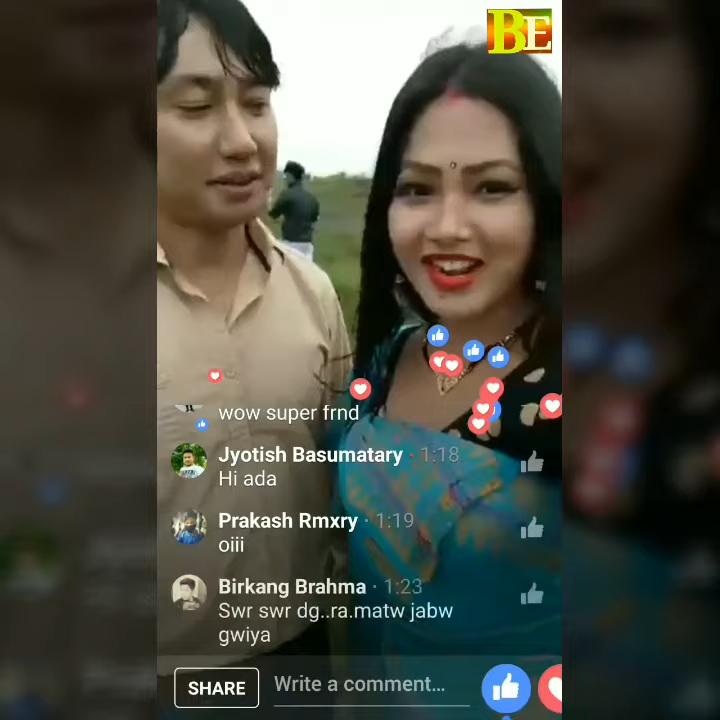 BE
wow super frnd
Jyotish Basumatary · 1:18
Hi ada
Prakash Rmxry · 1:19
oiii
Birkang Brahma · 1:23
Swr swr dg..ra.matw jabw
gwiya
SHARE Write a comment...